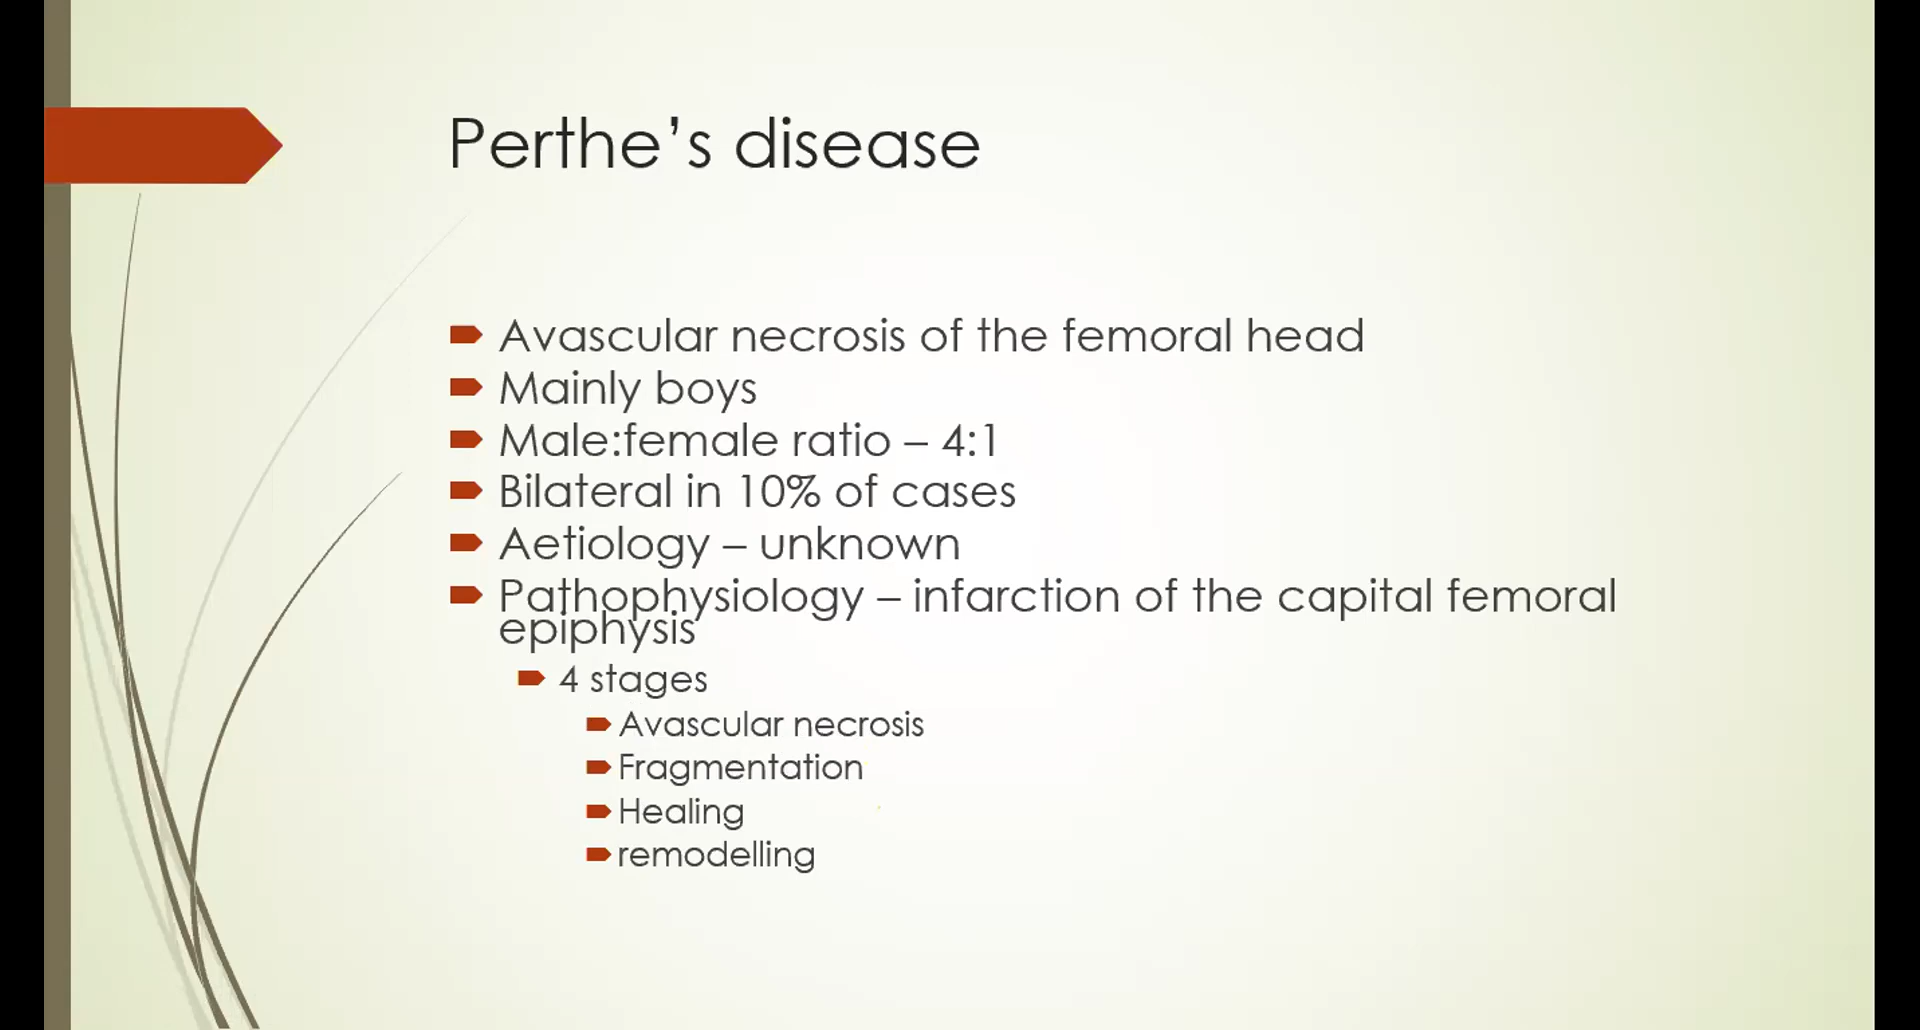 Perthe’s disease
Avascular necrosis of the femoral head
Mainly boys
Male:female ratio – 4:1
Bilateral in 10% of cases
Aetiology – unknown
Pathophysiology – infarction of the capital femoral
epiphysis
4 stages
Avascular necrosis
Fragmentation
Healing
remodelling